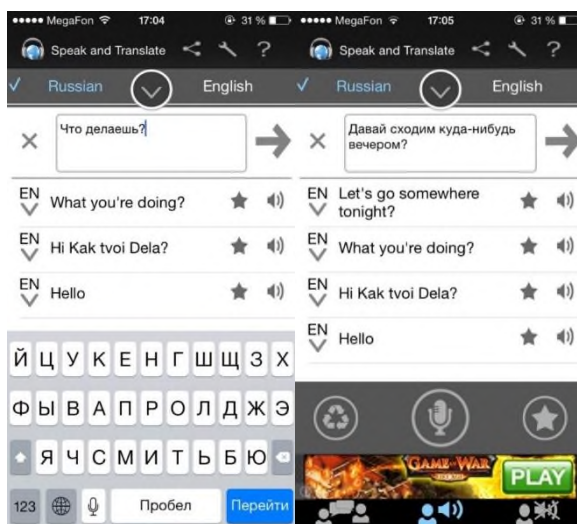 MegaFon 17:04 31 %
Speak and Translate ?
Russian English
Что делаешь?
EN What you're doing?
EN Hi Kak tvoi Dela?
EN Hello
Й Ц У К Е Н Г Ш Щ З Х
Ф Ы В А П Р О Л Д Ж Э
Я Ч С М И Т Ь Б Ю
123 Пробел Перейти
MegaFon 17:05 31 %
Speak and Translate ?
Russian English
Давай сходим куда-нибудь
вечером?
EN Let's go somewhere
tonight?
EN What you're doing?
EN Hi Kak tvoi Dela?
EN Hello
GAME OF WAR
PLAY